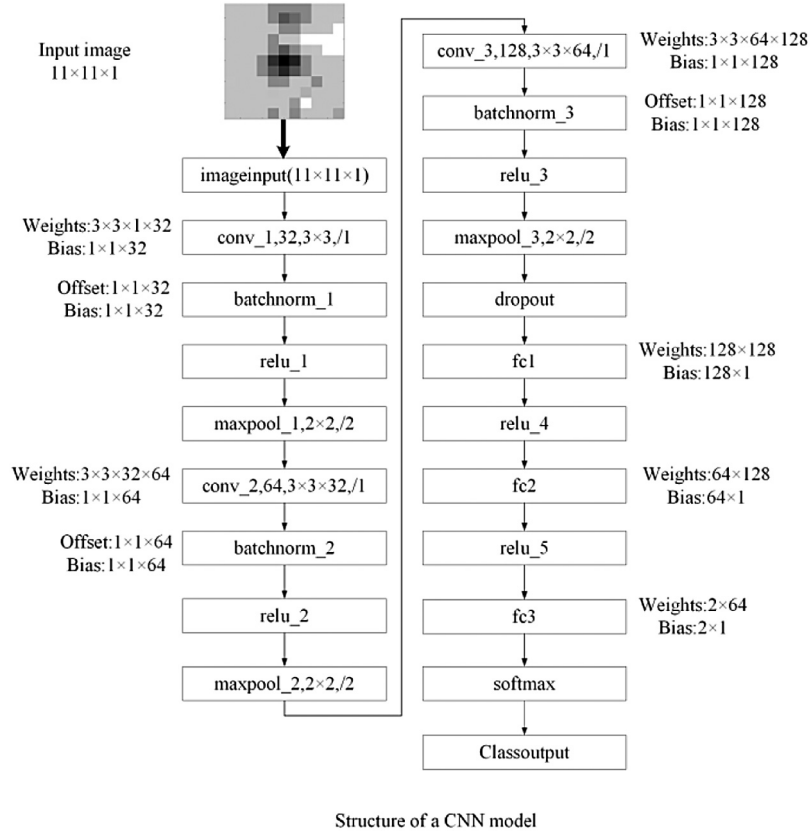 Input image
11×11×1
imageinput(11×11×1)
Weights:3×3×1×32
Bias:1×1×32
conv_1,32,3×3,/1
Offset:1×1×32
Bias:1×1×32
batchnorm_1
relu_1
maxpool_1,2×2,/2
Weights:3×3×32×64
Bias:1×1×64
conv_2,64,3×3×32,/1
Offset:1×1×64
Bias:1×1×64
batchnorm_2
relu_2
maxpool_2,2×2,/2
conv_3,128,3×3×64,/1
Weights:3×3×64×128
Bias:1×1×128
batchnorm_3
Offset:1×1×128
Bias:1×1×128
relu_3
maxpool_3,2×2,/2
dropout
fc1
Weights:128×128
Bias:128×1
relu_4
fc2
Weights:64×128
Bias:64×1
relu_5
fc3
Weights:2×64
Bias:2×1
softmax
Classoutput
Structure of a CNN model